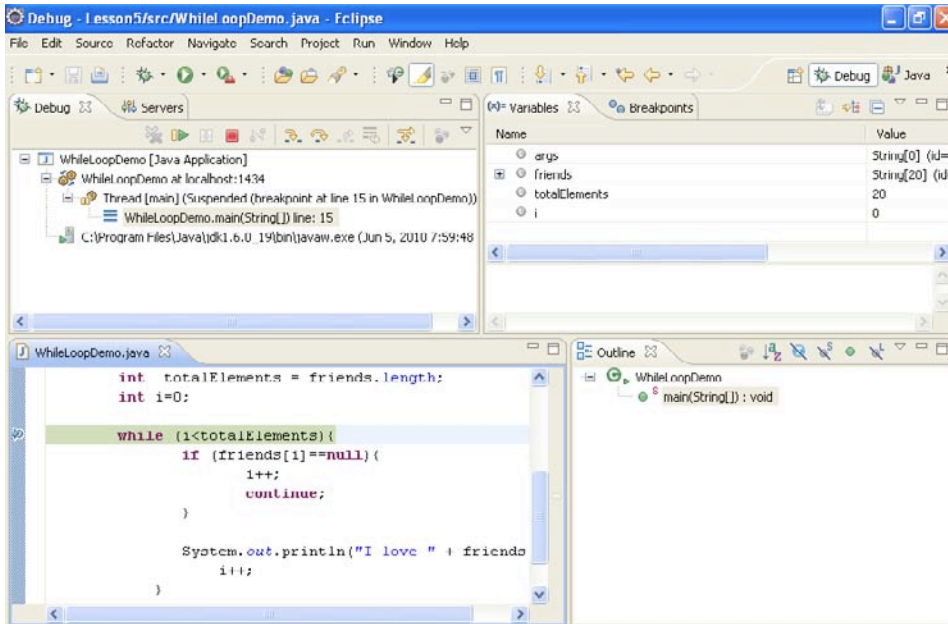 Debug - Lesson5/src/WhileLoopDemo.java - Eclipse
File Edit Source Refactor Navigate Search Project Run Window Help
Debug Java
Debug Servers
WhileLoopDemo [Java Application]
WhileLoopDemo at localhost:1434
Thread [main] (Suspended (breakpoint at line 15 in WhileLoopDemo))
WhileLoopDemo.main(String[]) line: 15
C:\Program Files\Java\jdk1.6.0_19\bin\javaw.exe (Jun 5, 2010 7:59:48
(x)= Variables Breakpoints
Name Value
args String[0] (id=
friends String[20] (id
totalElements 20
i 0
WhileLoopDemo.java
int totalElements = friends.length;
int i=0;
while (i<totalElements){
if (friends[i]==null){
i++;
continue;
}
System.out.println("I love " + friends
i++;
}
Outline
WhileLoopDemo
main(String[]) : void